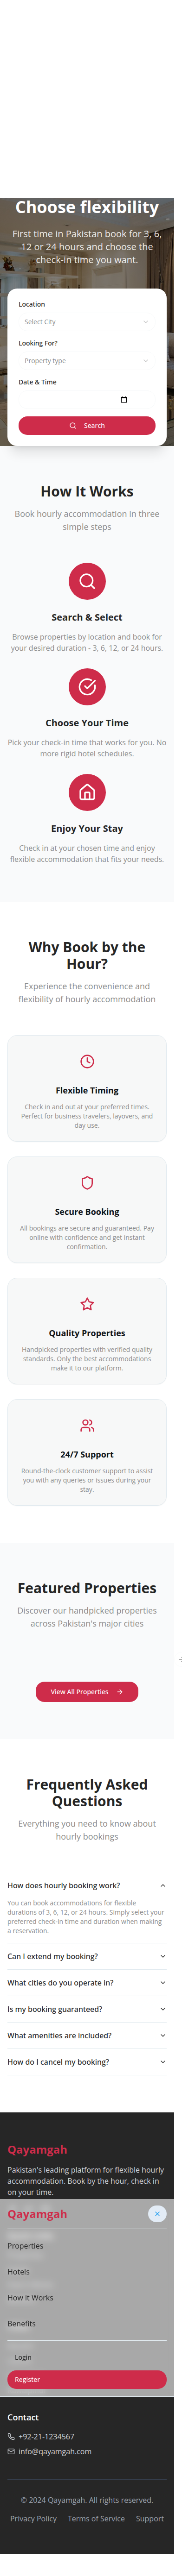 Choose flexibility
First time in Pakistan book for 3, 6,
12 or 24 hours and choose the
check-in time you want.
Location
Select City
Looking For?
Property type
Date & Time
Search
How It Works
Book hourly accommodation in three
simple steps
Search & Select
Browse properties by location and book for
your desired duration - 3, 6, 12, or 24 hours.
Choose Your Time
Pick your check-in time that works for you. No
more rigid hotel schedules.
Enjoy Your Stay
Check in at your chosen time and enjoy
flexible accommodation that fits your needs.
Why Book by the
Hour?
Experience the convenience and
flexibility of hourly accommodation
Flexible Timing
Check in and out at your preferred times.
Perfect for business travelers, layovers, and
day use.
Secure Booking
All bookings are secure and guaranteed. Pay
online with confidence and get instant
confirmation.
Quality Properties
Handpicked properties with verified quality
standards. Only the best accommodations
make it to our platform.
24/7 Support
Round-the-clock customer support to assist
you with any queries or issues during your
stay.
Featured Properties
Discover our handpicked properties
across Pakistan's major cities
View All Properties
Frequently Asked
Questions
Everything you need to know about
hourly bookings
How does hourly booking work?
You can book accommodations for flexible
durations of 3, 6, 12, or 24 hours. Simply select your
preferred check-in time and duration when making
a reservation.
Can I extend my booking?
What cities do you operate in?
Is my booking guaranteed?
What amenities are included?
How do I cancel my booking?
Qayamgah
Pakistan's leading platform for flexible hourly
accommodation. Book by the hour, check in
on your time.
Qayamgah
Properties
Hotels
How it Works
Benefits
Login
Register
Contact
+92-21-1234567
info@qayamgah.com
© 2024 Qayamgah. All rights reserved.
Privacy Policy Terms of Service Support